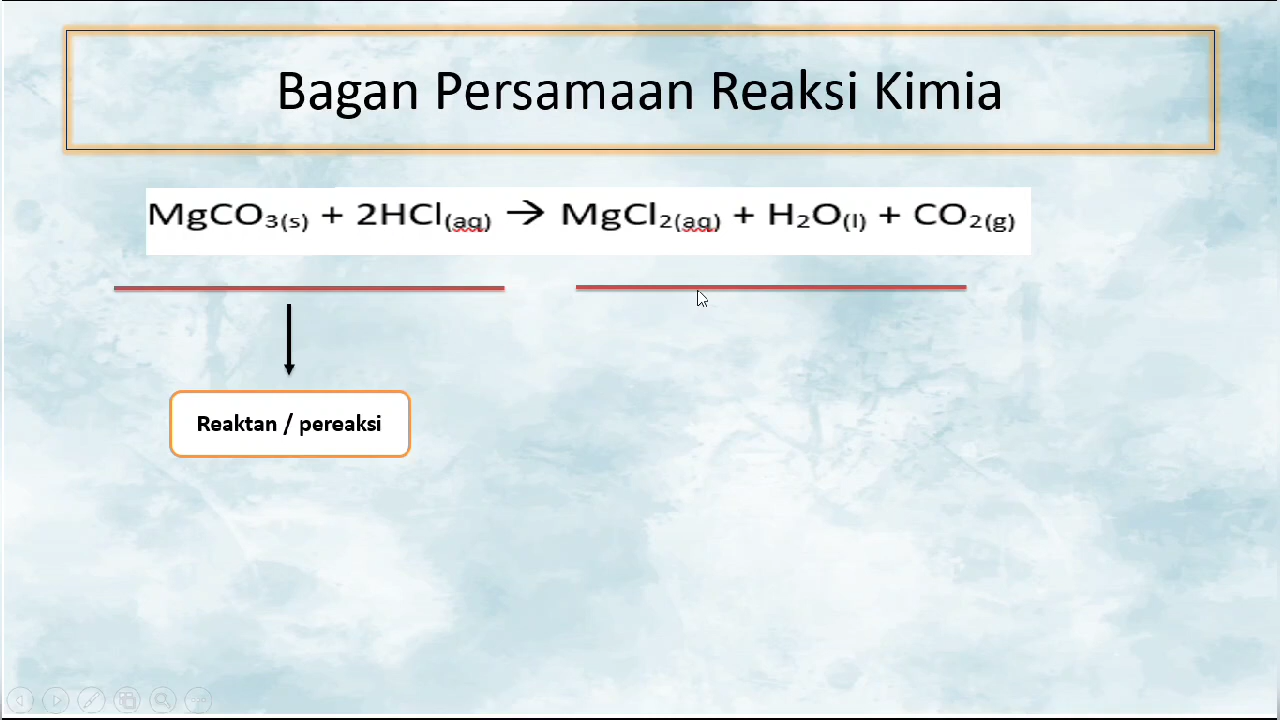 Bagan Persamaan Reaksi Kimia
MgCO₃(s) + 2HCl(aq) → MgCl₂(aq) + H₂O(l) + CO₂(g)
Reaktan / pereaksi